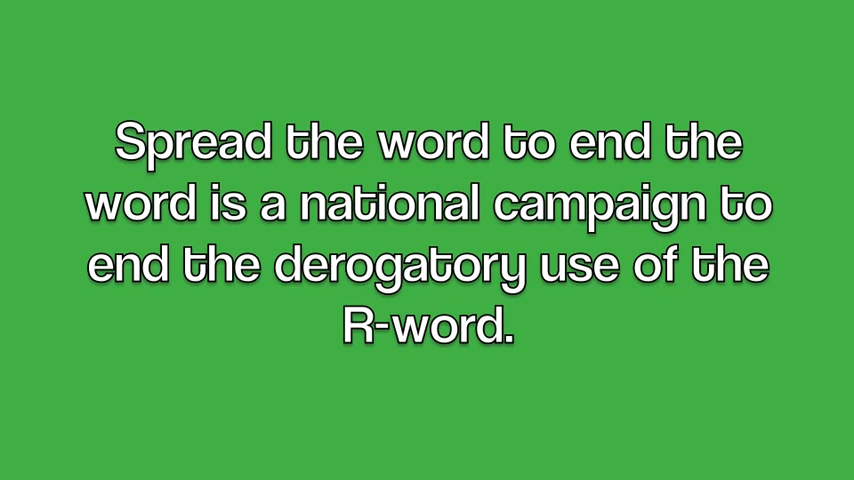 Spread the word to end the
word is a national campaign to
end the derogatory use of the
R-word.